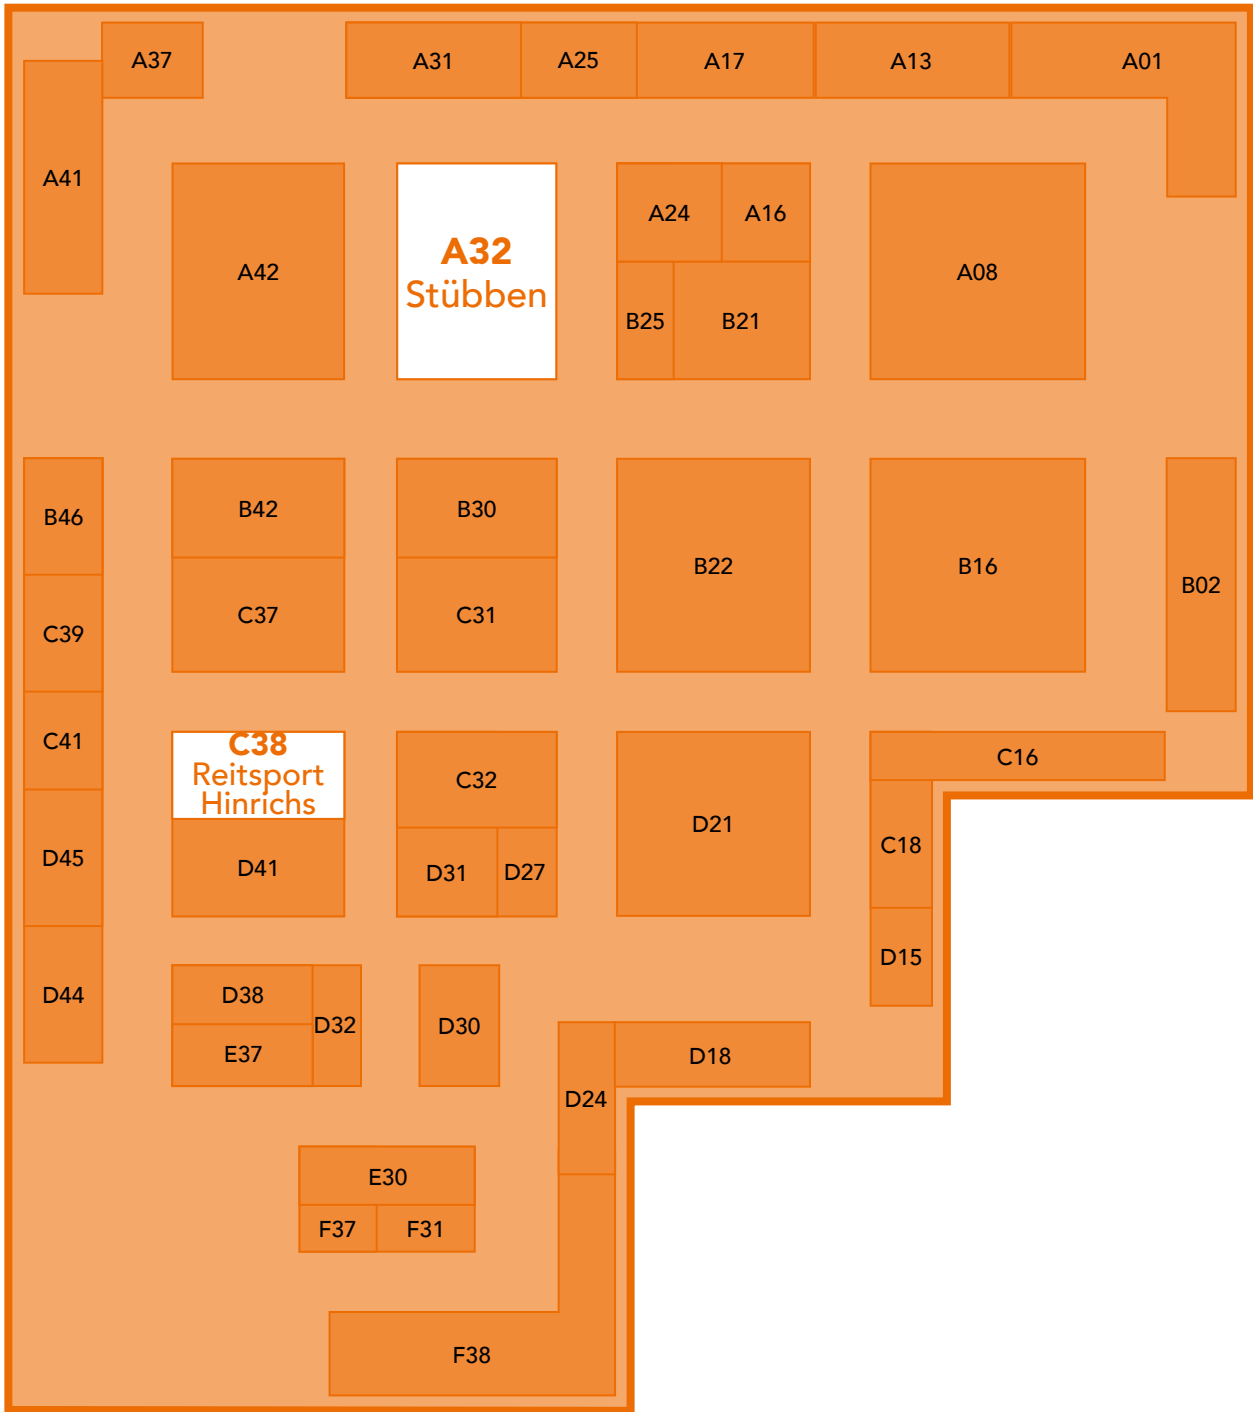 A37
A31
A25
A17
A13
A01
A41
A42
A32
Stübben
A24
A16
A08
B25
B21
B46
B42
B30
B22
B16
B02
C39
C37
C31
C41
C38
Reitsport
Hinrichs
C32
D21
C16
C18
D45
D41
D31
D27
D15
D44
D38
D32
D30
E37
D18
D24
E30
F37
F31
F38